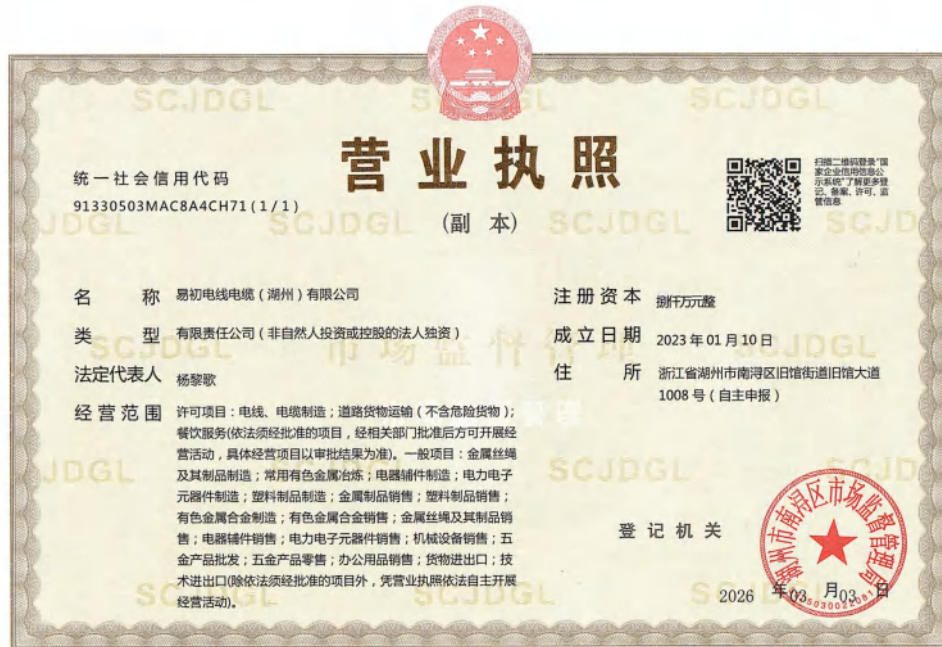 营业执照
(副 本)
统一社会信用代码
91330503MAC8A4CH71(1/1)
扫描二维码登录“国
家企业信用信息公
示系统”了解更多登
记、备案、许可、监
管信息
名 称 易初电线电缆（湖州）有限公司
类 型 有限责任公司（非自然人投资或控股的法人独资）
法定代表人 杨黎歌
经营范围 许可项目：电线、电缆制造；道路货物运输（不含危险货物）；
餐饮服务(依法须经批准的项目，经相关部门批准后方可开展经
营活动，具体经营项目以审批结果为准)。一般项目：金属丝绳
及其制品制造；常用有色金属冶炼；电器辅件制造；电力电子
元器件制造；塑料制品制造；金属制品销售；塑料制品销售；
有色金属合金制造；有色金属合金销售；金属丝绳及其制品销
售；电器辅件销售；电力电子元器件销售；机械设备销售；五
金产品批发；五金产品零售；办公用品销售；货物进出口；技
术进出口(除依法须经批准的项目外，凭营业执照依法自主开展
经营活动)。
注册资本 捌仟万元整
成立日期 2023年01月10日
住 所 浙江省湖州市南浔区旧馆街道旧馆大道
1008号（自主申报）
登记机关
湖州市南浔区市场监督管理局
2026 年03 月03 日
SCJDGL
市场监督管理